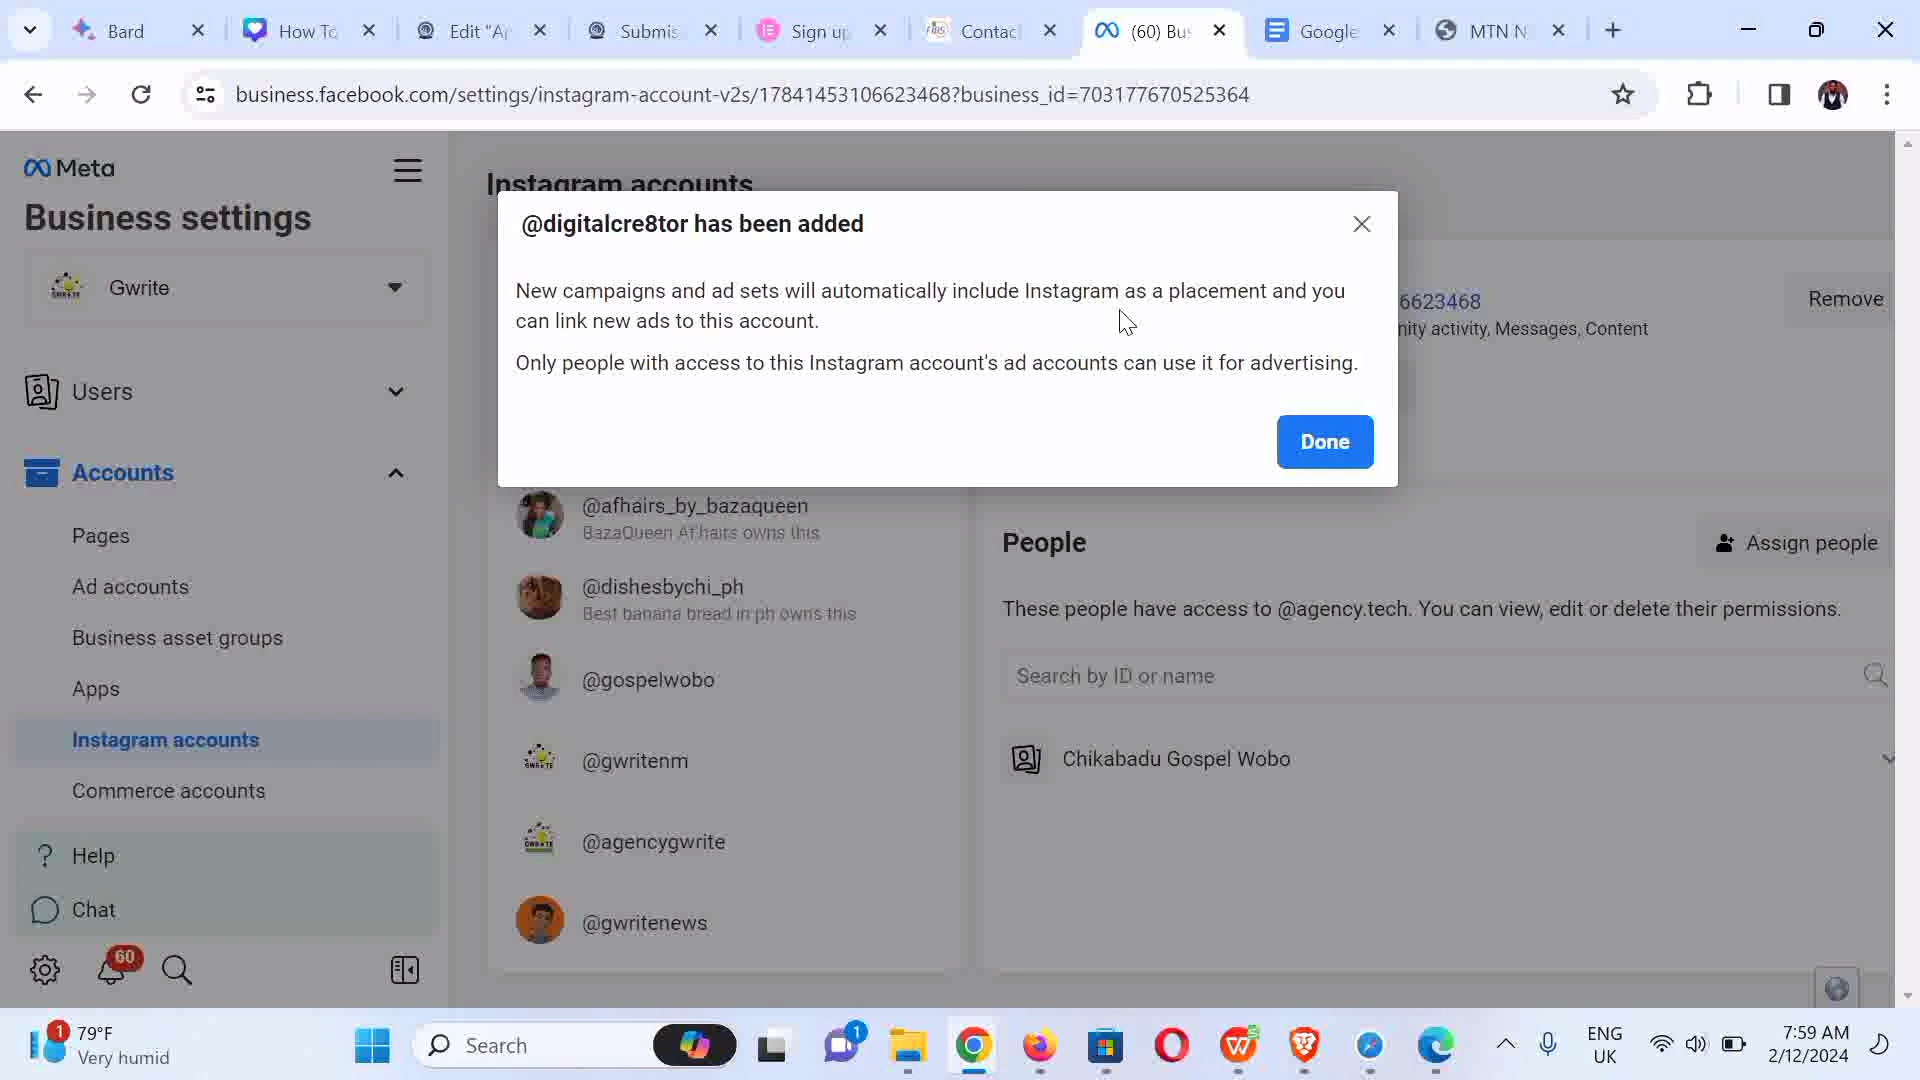 Bard
How To
Edit "Ap
Submis
Sign up
Contac
(60) Bus
Google
MTN N
business.facebook.com/settings/instagram-account-v2s/17841453106623468?business_id=703177670525364
Meta
Business settings
Gwrite
Users
Accounts
Pages
Ad accounts
Business asset groups
Apps
Instagram accounts
Commerce accounts
Help
Chat
60
Instagram accounts
@digitalcre8tor has been added
New campaigns and ad sets will automatically include Instagram as a placement and you
can link new ads to this account.
Only people with access to this Instagram account's ad accounts can use it for advertising.
Done
6623468
nity activity, Messages, Content
Remove
@afhairs_by_bazaqueen
BazaQueen Af'hairs owns this
@dishesbychi_ph
Best banana bread in ph owns this
@gospelwobo
@gwritenm
@agencygwrite
@gwritenews
People
Assign people
These people have access to @agency.tech. You can view, edit or delete their permissions.
Search by ID or name
Chikabadu Gospel Wobo
1
79°F
Very humid
Search
1
ENG
UK
7:59 AM
2/12/2024